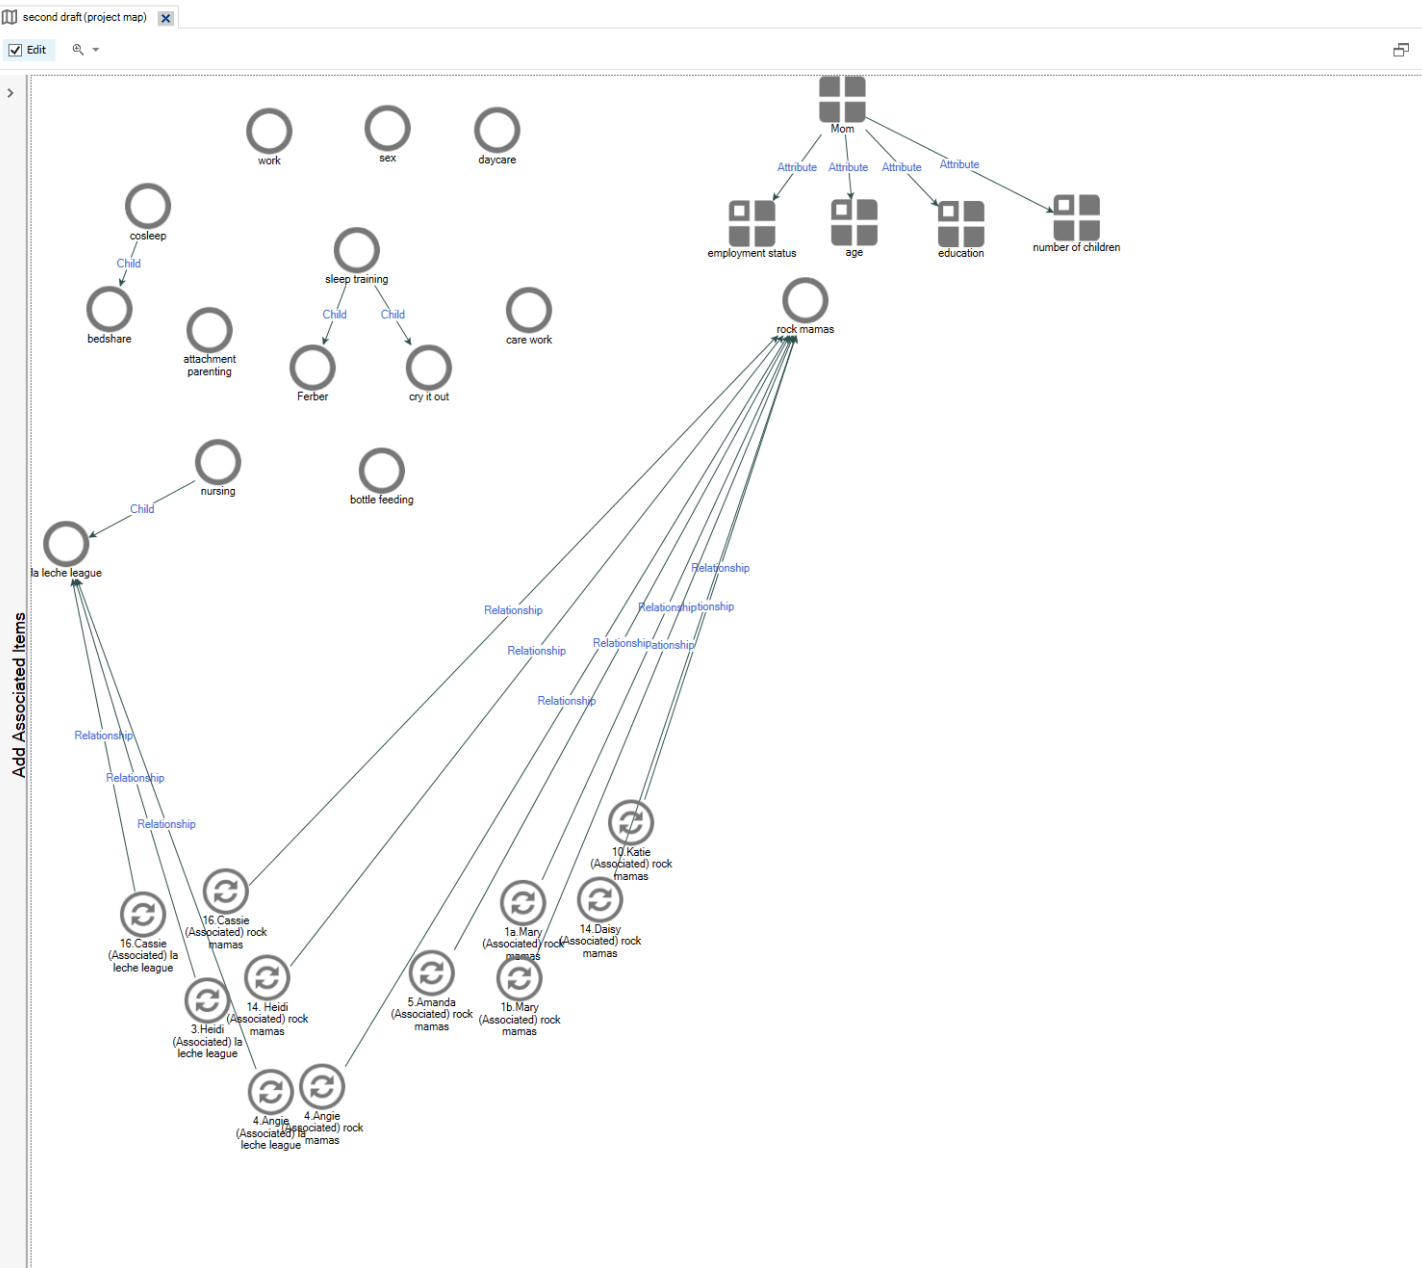 second draft (project map)
Edit
Add Associated Items
Mom
work
sex
daycare
Attribute
Attribute
Attribute
Attribute
cosleep
employment status
age
education
number of children
Child
sleep training
Child
Child
rock mamas
bedshare
care work
attachment
parenting
Ferber
cry it out
nursing
bottle feeding
Child
la leche league
Relationship
Relationship
Relationship
tionship
Relationship
ationship
Relationship
Relationship
Relationship
Relationship
Relationship
10.Katie
(Associated) rock
mamas
16.Cassie
(Associated) rock
mamas
1a.Mary
(Associated) rock
mamas
14.Daisy
(Associated) rock
mamas
16.Cassie
(Associated) la
leche league
14. Heidi
(Associated) rock
mamas
5.Amanda
(Associated) rock
mamas
1b.Mary
(Associated) rock
mamas
3.Heidi
(Associated) la
leche league
4.Angie
(Associated) la
leche league
4.Angie
(Associated) rock
mamas